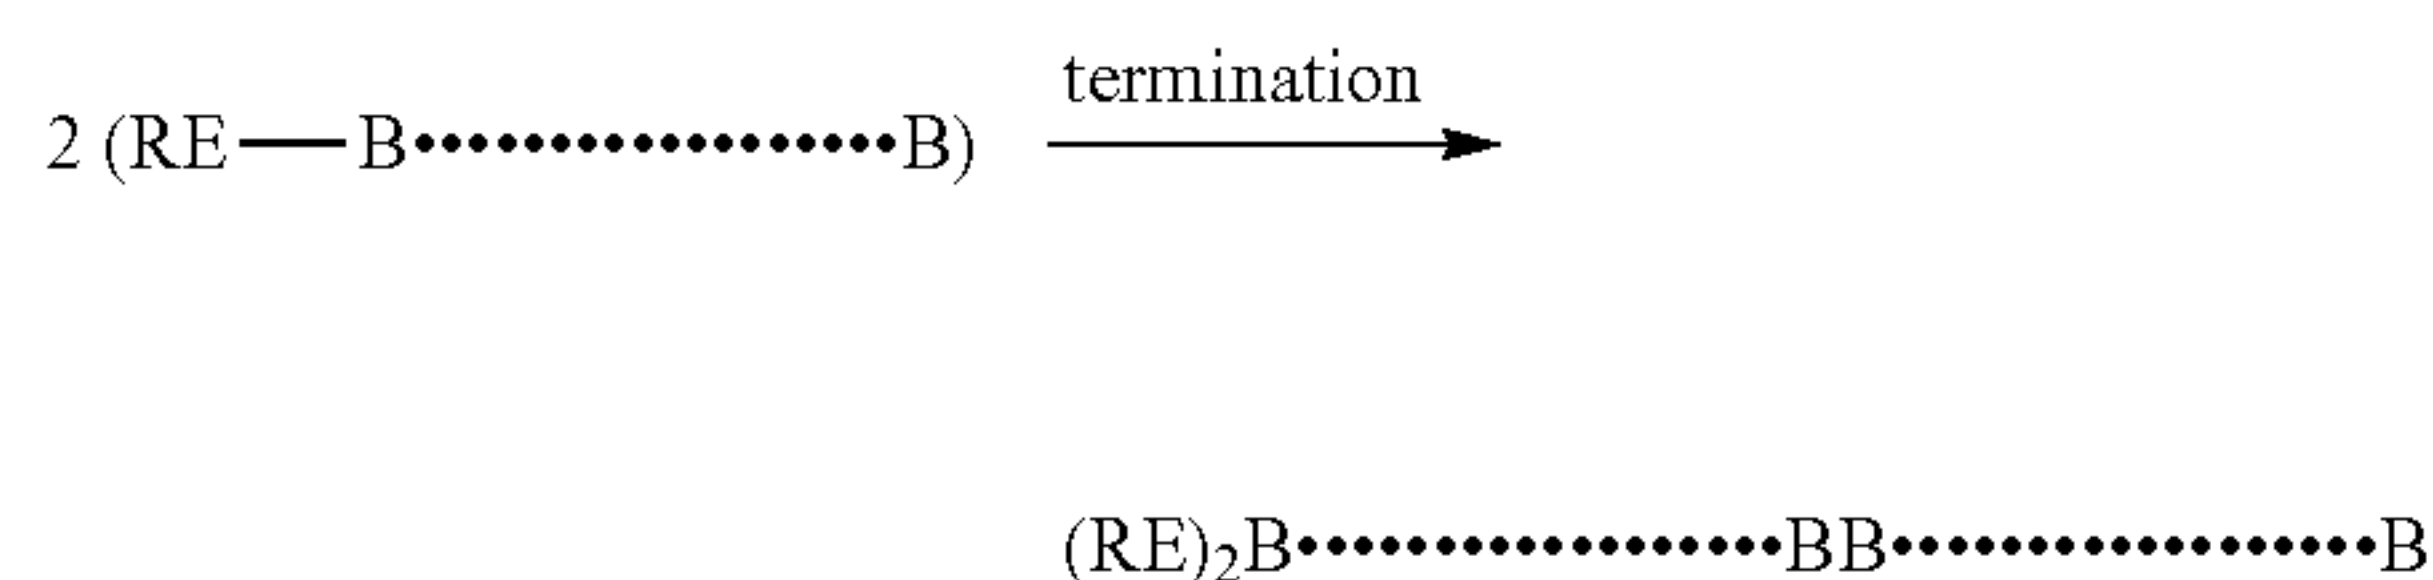 termination
2 (RE—B••••••••••••••••••B)
(RE)₂B••••••••••••••••••BB••••••••••••••••••B